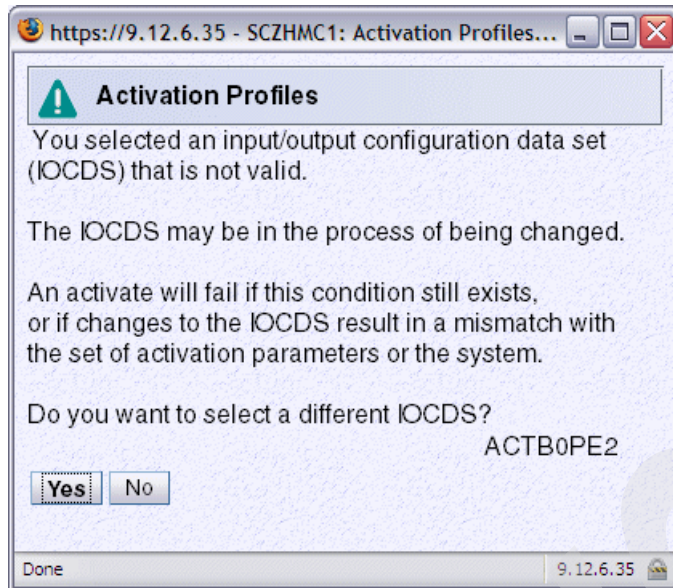 https://9.12.6.35 - SCZHMC1: Activation Profiles...
Activation Profiles
You selected an input/output configuration data set
(IOCDS) that is not valid.
The IOCDS may be in the process of being changed.
An activate will fail if this condition still exists,
or if changes to the IOCDS result in a mismatch with
the set of activation parameters or the system.
Do you want to select a different IOCDS?
ACTB0PE2
Yes No
Done 9.12.6.35